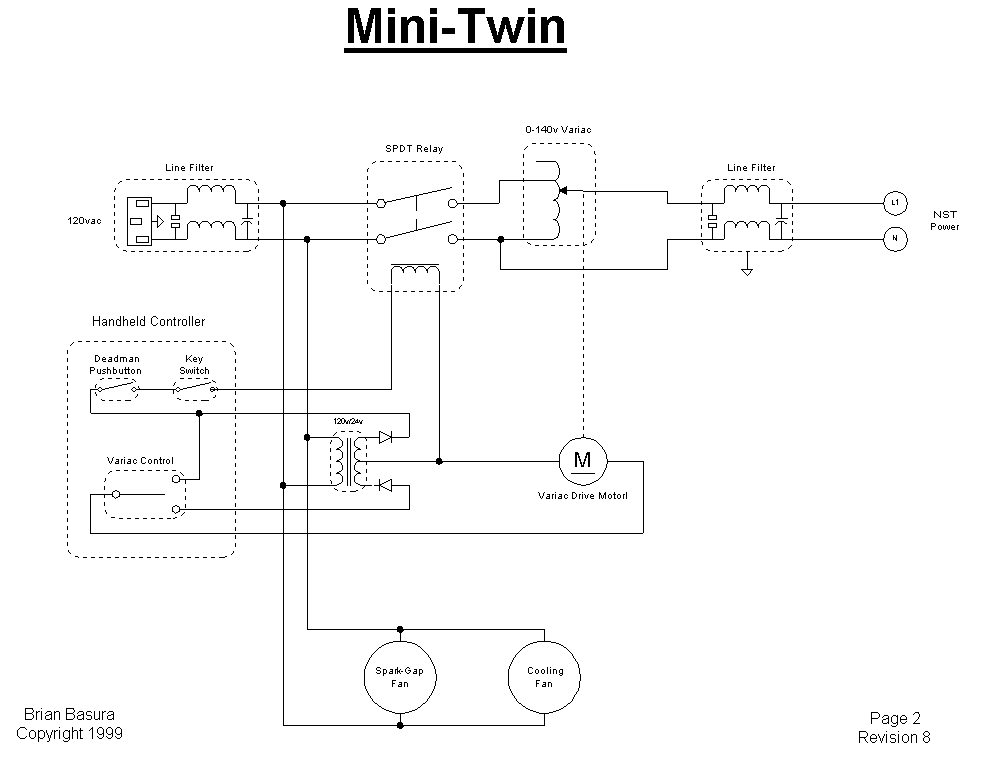 Mini-Twin
0-140v Variac
SPDT Relay
Line Filter
Line Filter
120vac
L1
N
NST
Power
Handheld Controller
Deadman
Pushbutton
Key
Switch
120v/24v
Variac Control
M
Variac Drive Motorl
Spark-Gap
Fan
Cooling
Fan
Brian Basura
Copyright 1999
Page 2
Revision 8